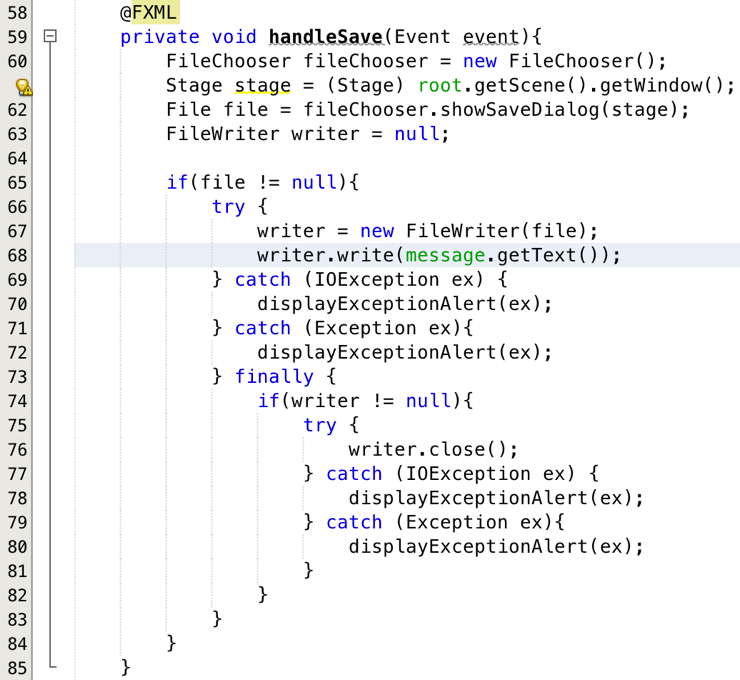 58 @FXML
59 private void handleSave(Event event){
60 FileChooser fileChooser = new FileChooser();
Stage stage = (Stage) root.getScene().getWindow();
62 File file = fileChooser.showSaveDialog(stage);
63 FileWriter writer = null;
64
65 if(file != null){
66 try {
67 writer = new FileWriter(file);
68 writer.write(message.getText());
69 } catch (IOException ex) {
70 displayExceptionAlert(ex);
71 } catch (Exception ex){
72 displayExceptionAlert(ex);
73 } finally {
74 if(writer != null){
75 try {
76 writer.close();
77 } catch (IOException ex) {
78 displayExceptionAlert(ex);
79 } catch (Exception ex){
80 displayExceptionAlert(ex);
81 }
82 }
83 }
84 }
85 }